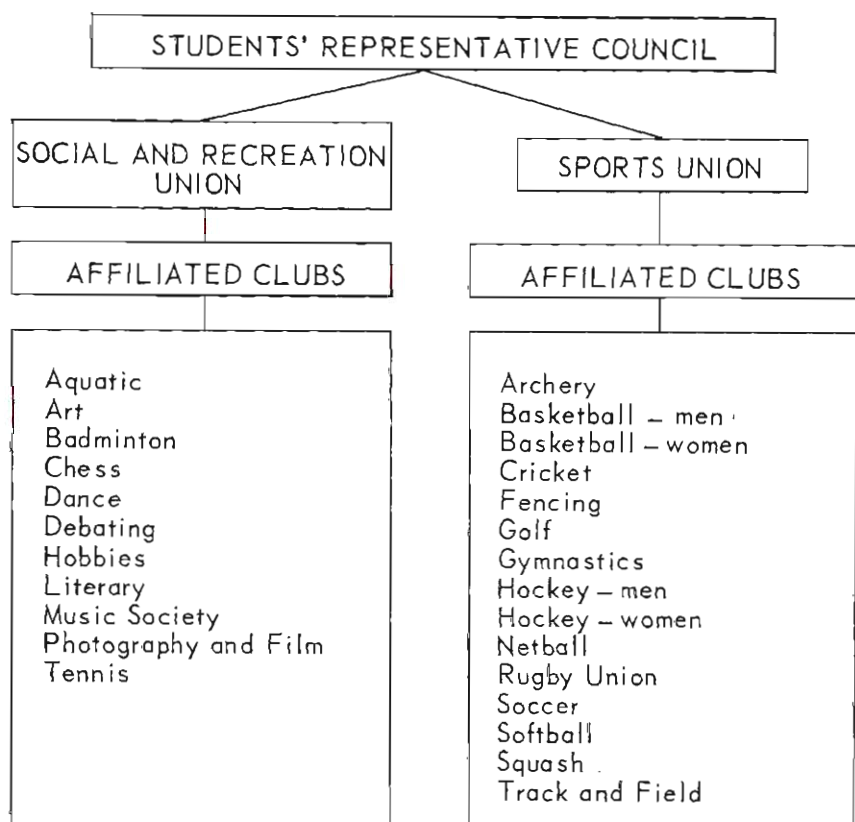 STUDENTS' REPRESENTATIVE COUNCIL
SOCIAL AND RECREATION
UNION
AFFILIATED CLUBS
Aquatic
Art
Badminton
Chess
Dance
Debating
Hobbies
Literary
Music Society
Photography and Film
Tennis
SPORTS UNION
AFFILIATED CLUBS
Archery
Basketball – men
Basketball – women
Cricket
Fencing
Golf
Gymnastics
Hockey – men
Hockey – women
Netball
Rugby Union
Soccer
Softball
Squash
Track and Field